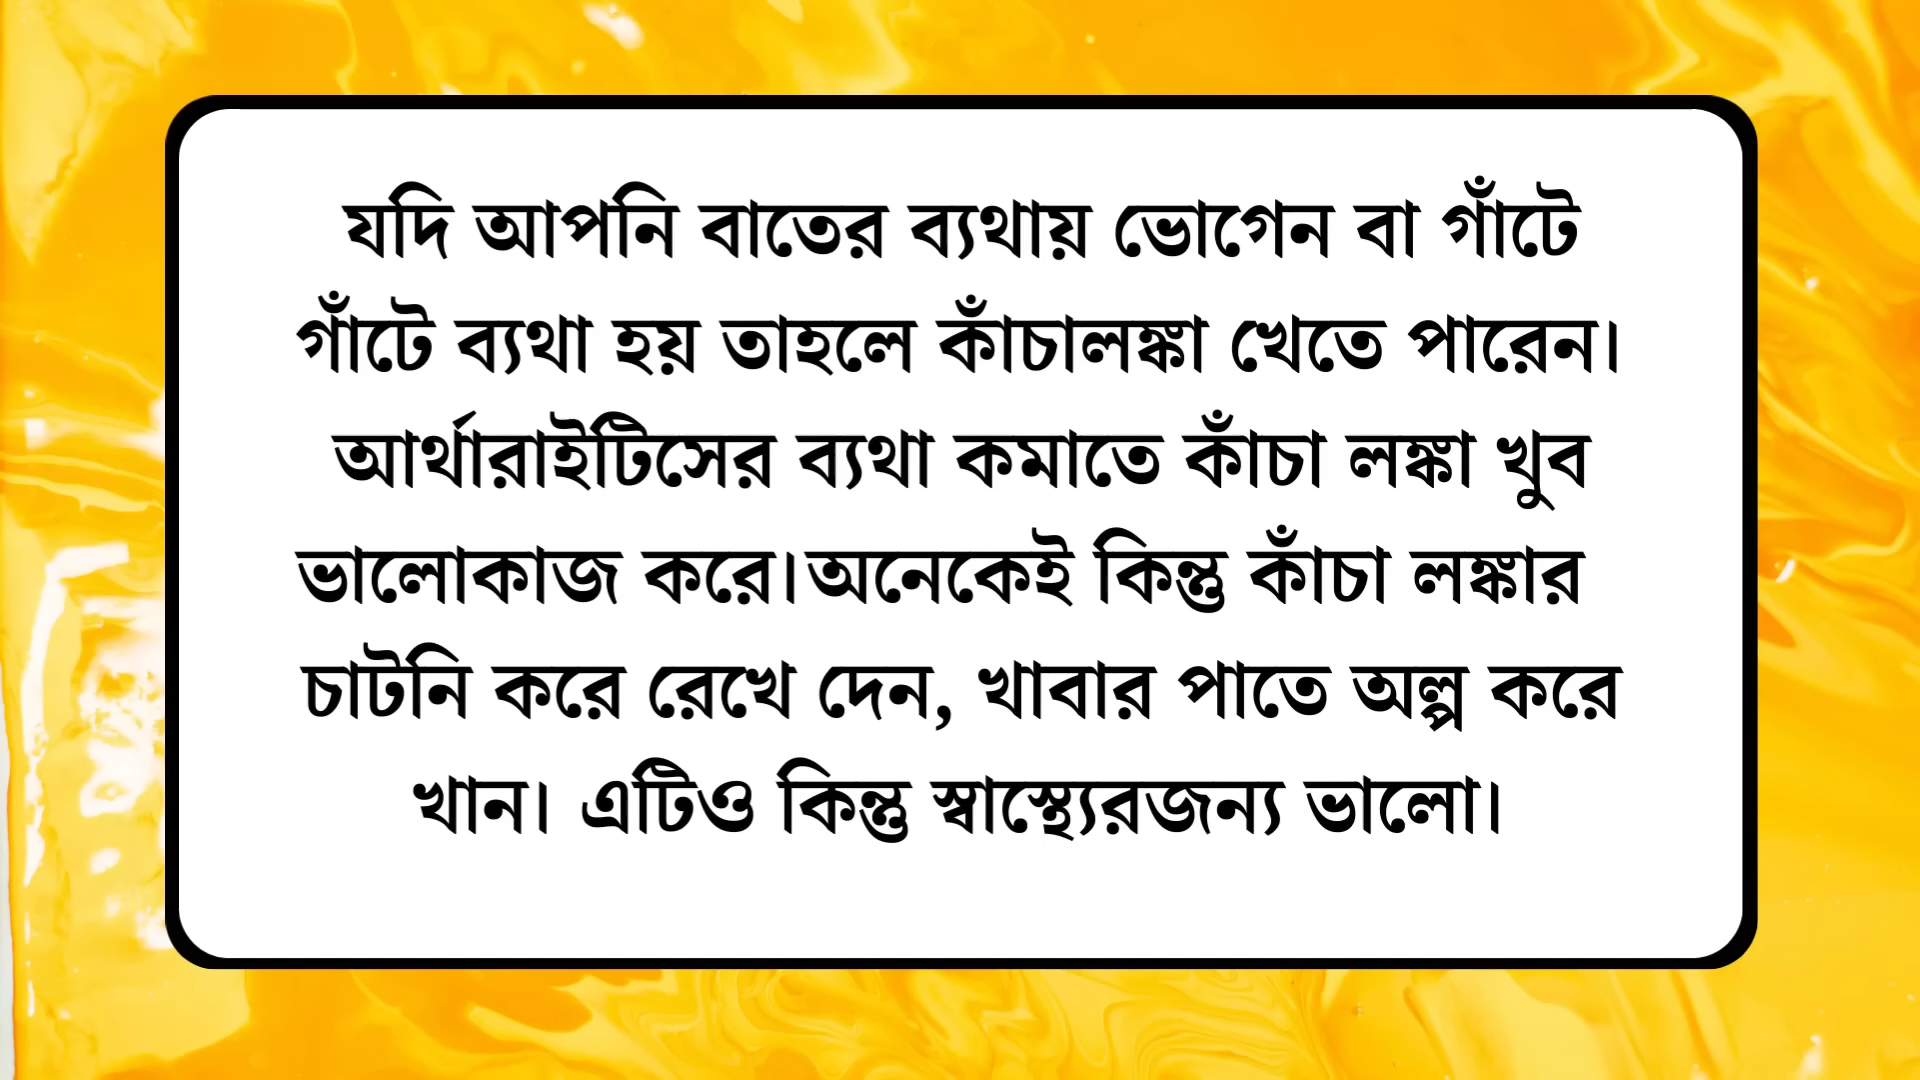 যদি আপনি বাতের ব্যথায় ভোগেন বা গাঁটে
গাঁটে ব্যথা হয় তাহলে কাঁচালঙ্কা খেতে পারেন।
আর্থারাইটিসের ব্যথা কমাতে কাঁচা লঙ্কা খুব
ভালোকাজ করে।অনেকেই কিন্তু কাঁচা লঙ্কার
চাটনি করে রেখে দেন, খাবার পাতে অল্প করে
খান। এটিও কিন্তু স্বাস্থ্যেরজন্য ভালো।